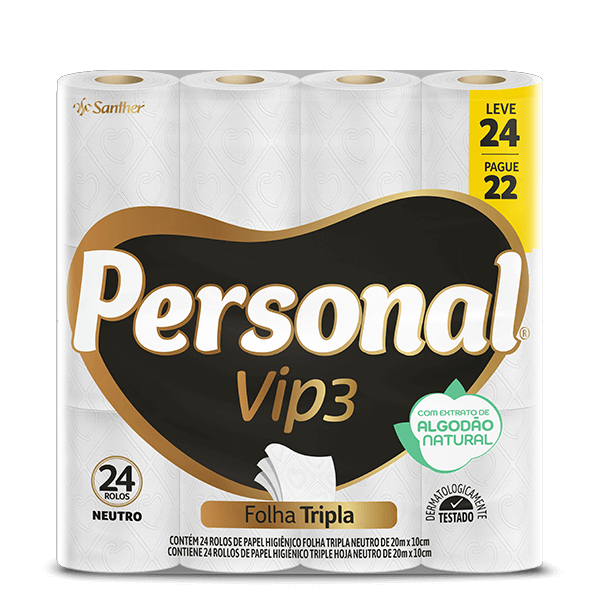 Santher
LEVE
24
PAGUE
22
Personal®
Vip3
COM EXTRATO DE
ALGODÃO
NATURAL
24
ROLOS
NEUTRO
Folha Tripla
DERMATOLOGICAMENTE
TESTADO
CONTÉM 24 ROLOS DE PAPEL HIGIÊNICO FOLHA TRIPLA NEUTRO DE 20m x 10cm
CONTIENE 24 ROLLOS DE PAPEL HIGIÉNICO TRIPLE HOJA NEUTRO DE 20m x 10cm